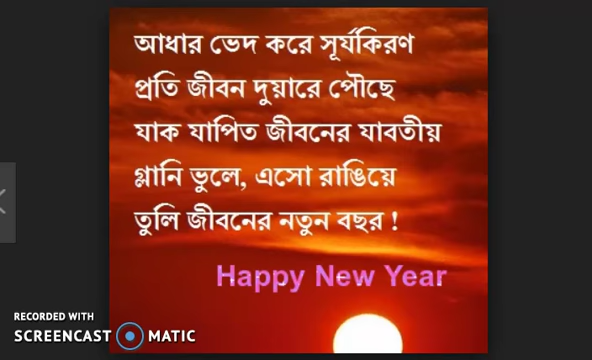 আধার ভেদ করে সূর্যকিরণ
প্রতি জীবন দুয়ারে পৌছে
যাক যাপিত জীবনের যাবতীয়
গ্লানি ভুলে, এসো রাঙিয়ে
তুলি জীবনের নতুন বছর !
Happy New Year
RECORDED WITH
SCREENCAST MATIC